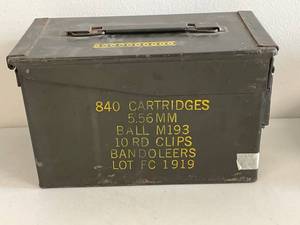 840 CARTRIDGES
5.56MM
BALL M193
10 RD CLIPS
BANDOLEERS
LOT FC 1919